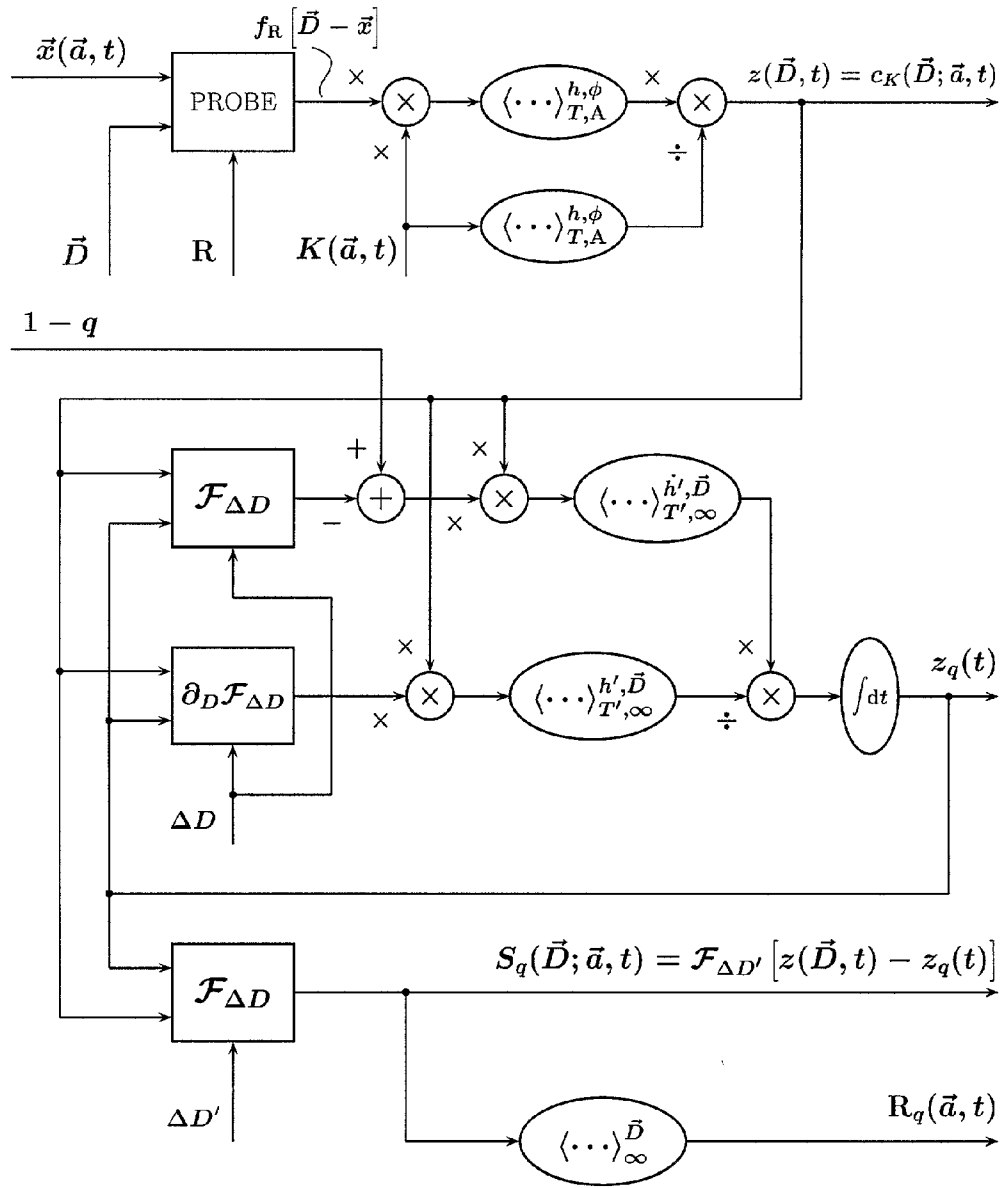 f_R [D⃗ − x⃗]
x⃗(a⃗, t)
PROBE
×
×
⟨···⟩^{h,ϕ}_{T,A}
×
×
z(D⃗, t) = c_K(D⃗; a⃗, t)
×
÷
⟨···⟩^{h,ϕ}_{T,A}
D⃗
R
K(a⃗, t)
1 − q
+
×
𝓕_{ΔD}
−
+
×
×
⟨···⟩^{h′,D⃗}_{T′,∞}
×
×
∂_D𝓕_{ΔD}
×
×
⟨···⟩^{h′,D⃗}_{T′,∞}
÷
×
∫dt
z_q(t)
ΔD
𝓕_{ΔD}
S_q(D⃗; a⃗, t) = 𝓕_{ΔD′} [z(D⃗, t) − z_q(t)]
ΔD′
⟨···⟩^{D⃗}_∞
R_q(a⃗, t)